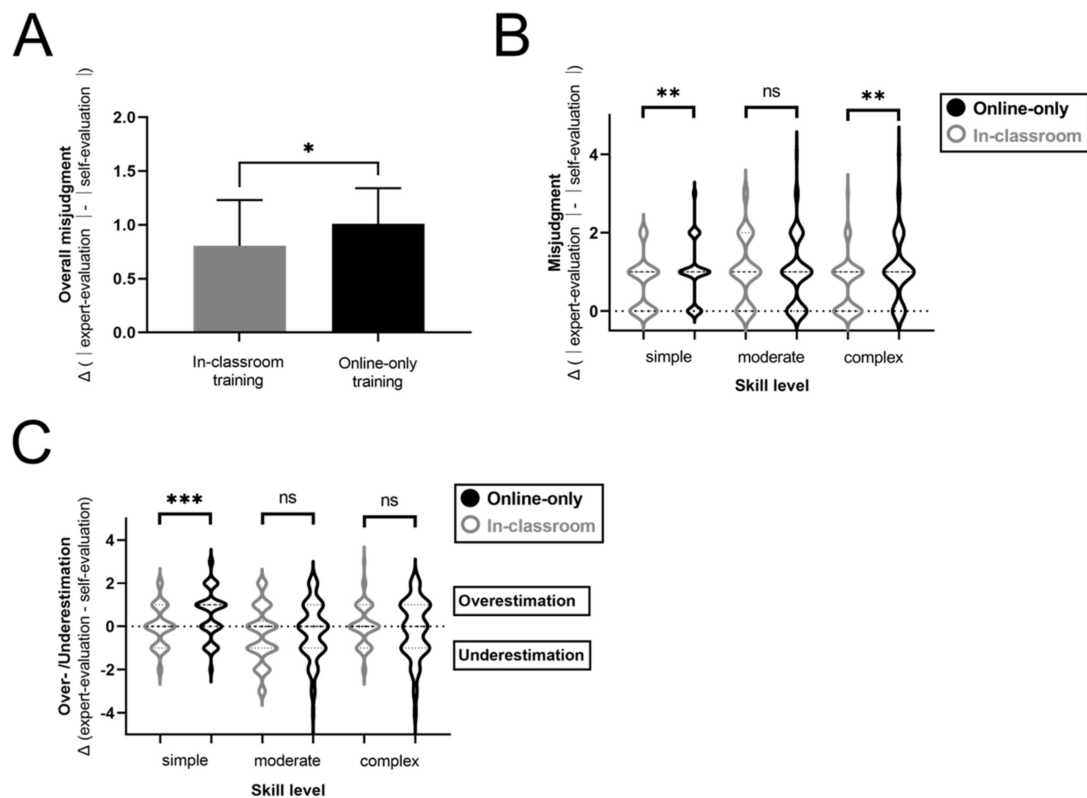 A
Overall misjudgment
Δ ( | expert-evaluation | - | self-evaluation | )
2.0
1.5
1.0
0.5
0.0
*
In-classroom
training
Online-only
training
B
Misjudgment
Δ ( | expert-evaluation | - | self-evaluation | )
4
2
0
**
ns
**
simple
moderate
complex
Skill level
Online-only
In-classroom
C
Over- /Underestimation
Δ (expert-evaluation - self-evaluation)
4
2
0
-2
-4
***
ns
ns
simple
moderate
complex
Skill level
Online-only
In-classroom
Overestimation
Underestimation